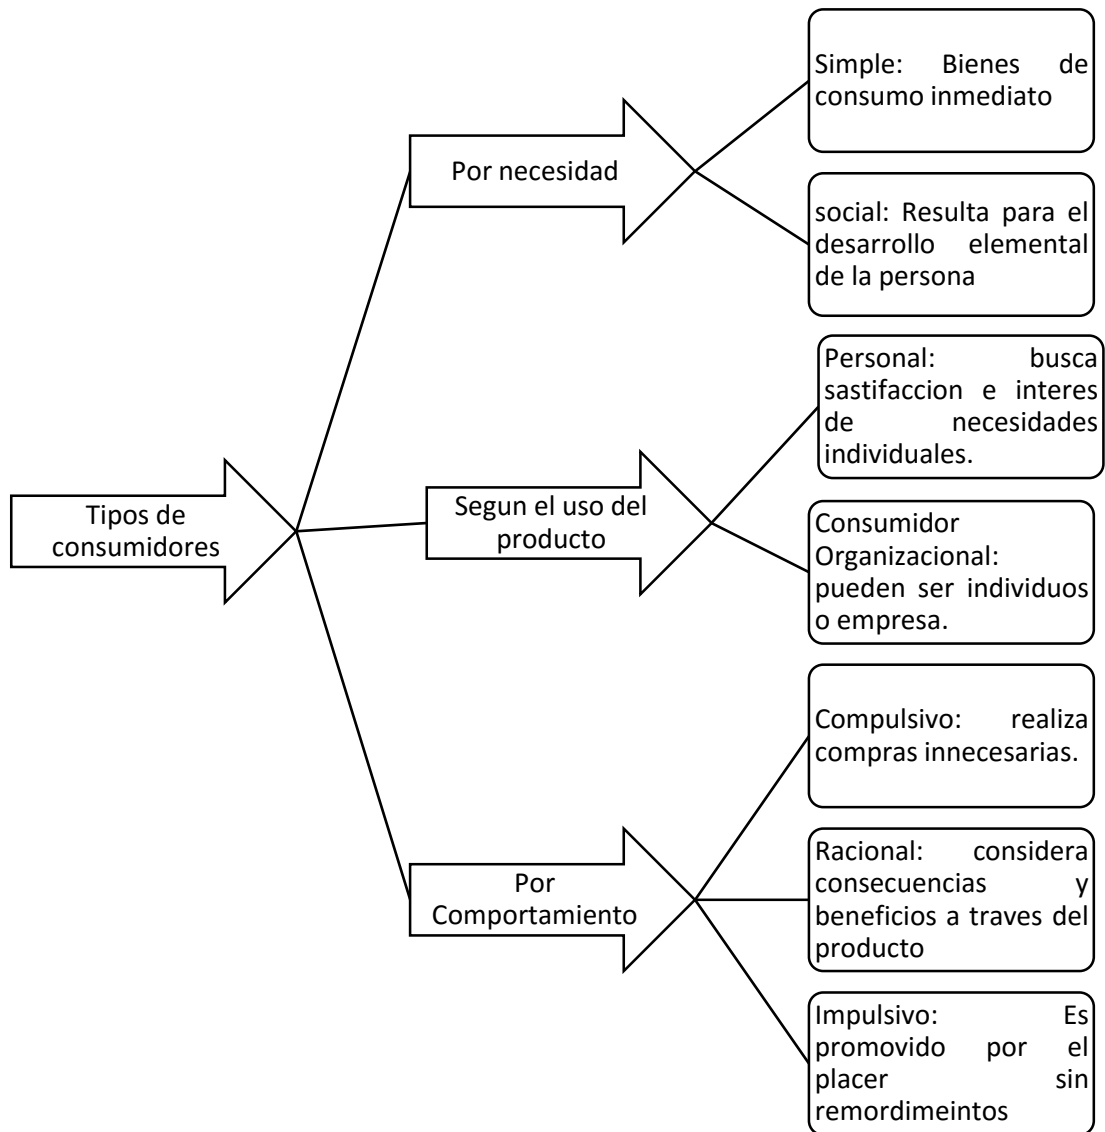 Tipos de
consumidores
Por necesidad
Simple: Bienes de
consumo inmediato
social: Resulta para el
desarrollo elemental
de la persona
Segun el uso del
producto
Personal: busca
sastifaccion e interes
de necesidades
individuales.
Consumidor
Organizacional:
pueden ser individuos
o empresa.
Por
Comportamiento
Compulsivo: realiza
compras innecesarias.
Racional: considera
consecuencias y
beneficios a traves del
producto
Impulsivo: Es
promovido por el
placer sin
remordimeintos